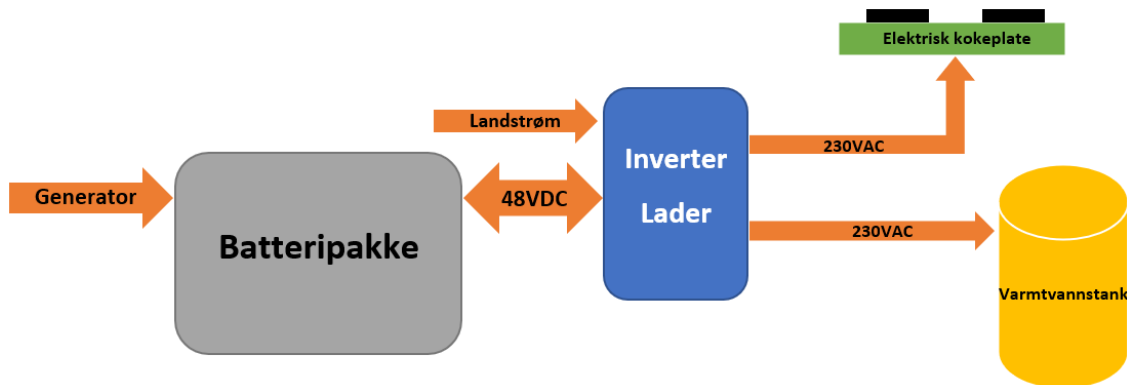 Elektrisk kokeplate
Landstrøm
Inverter
Lader
230VAC
Generator
48VDC
Batteripakke
230VAC
Varmtvannstank